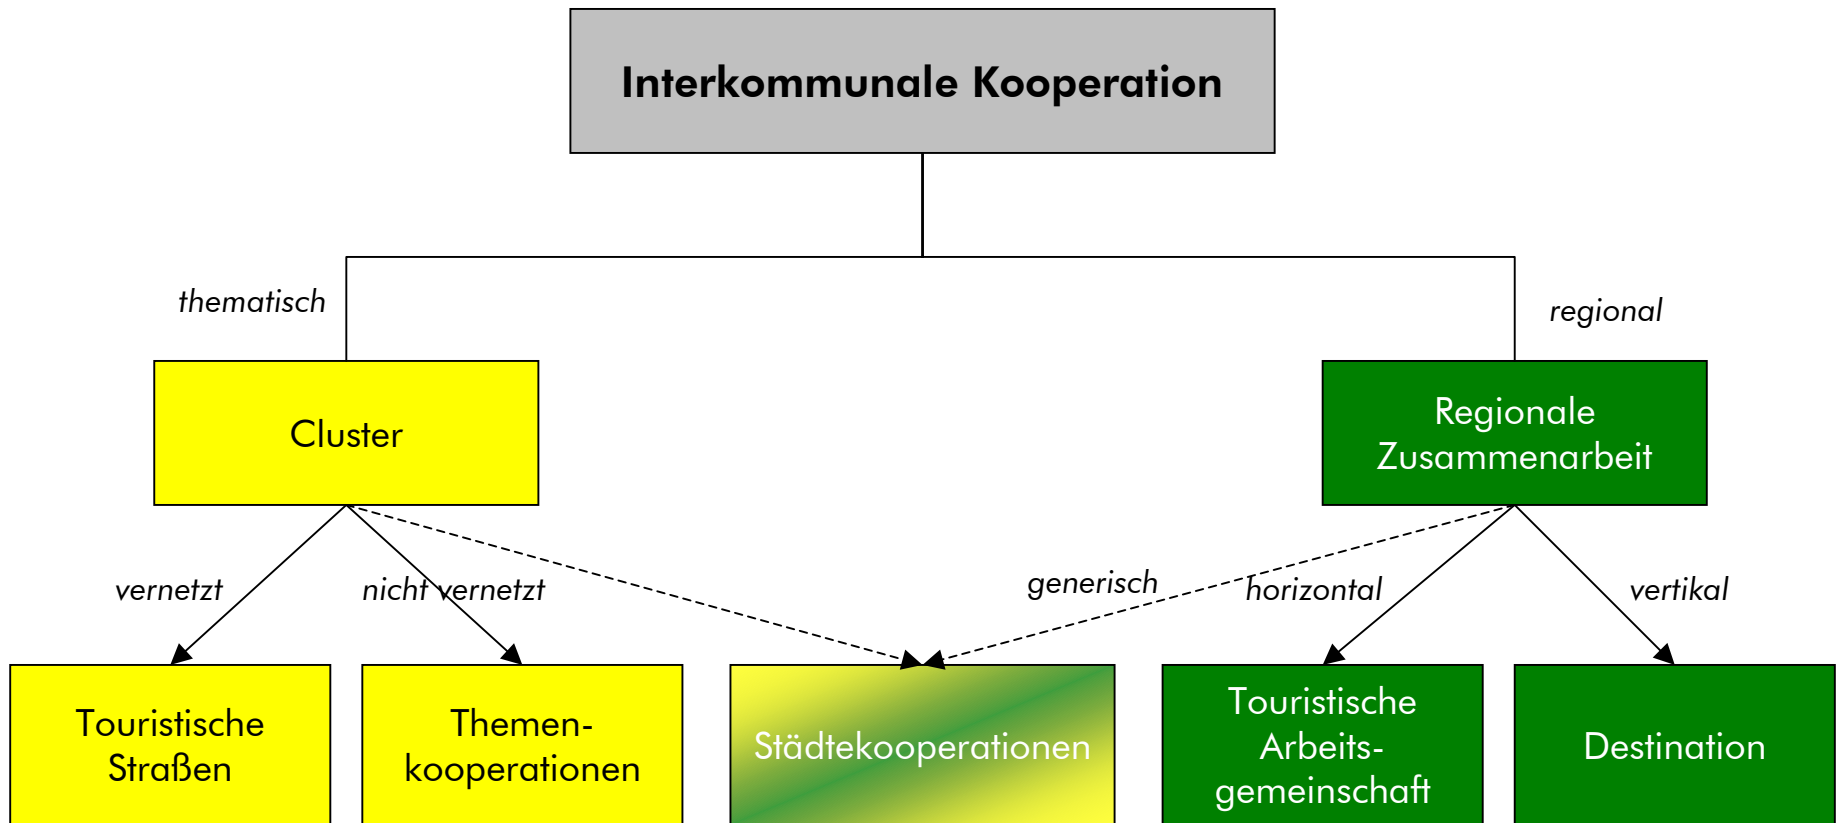 Interkommunale Kooperation
thematisch
regional
Cluster
Regionale
Zusammenarbeit
vernetzt
nicht vernetzt
generisch
horizontal
vertikal
Touristische
Straßen
Themen-
kooperationen
Städtekooperationen
Touristische
Arbeits-
gemeinschaft
Destination